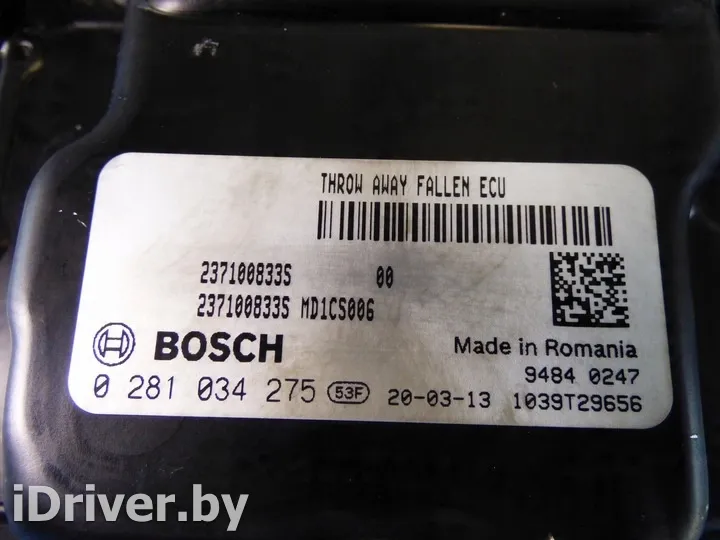 THROW AWAY FALLEN ECU
237100833S 00
237100833S MD1CS006
BOSCH
Made in Romania
9484 0247
0 281 034 275 53F 20-03-13 1039T29656
iDriver.by